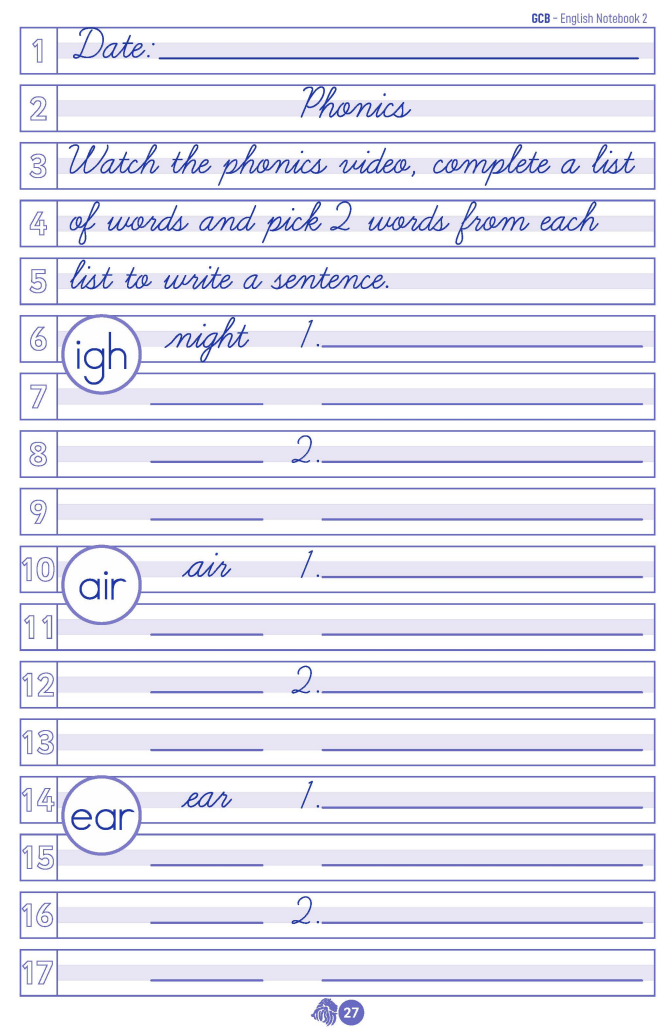 GCB - English Notebook 2
1 Date:
2 Phonics
3 Watch the phonics video, complete a list
4 of words and pick 2 words from each
5 list to write a sentence.
6 igh night 1.
7
8 2.
9
10 air air 1.
11
12 2.
13
14 ear ear 1.
15
16 2.
17
27